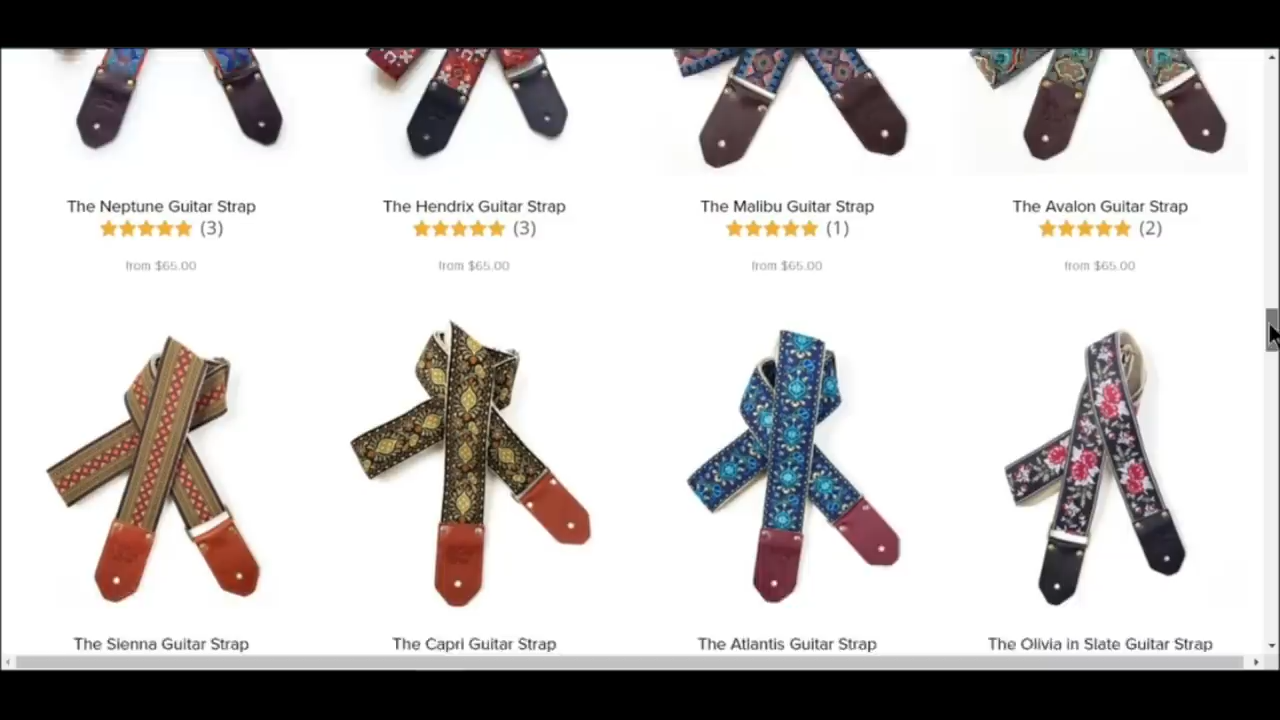 The Neptune Guitar Strap
The Hendrix Guitar Strap
The Malibu Guitar Strap
The Avalon Guitar Strap
(3)
(3)
(1)
(2)
from $65.00
from $65.00
from $65.00
from $65.00
The Sienna Guitar Strap
The Capri Guitar Strap
The Atlantis Guitar Strap
The Olivia in Slate Guitar Strap